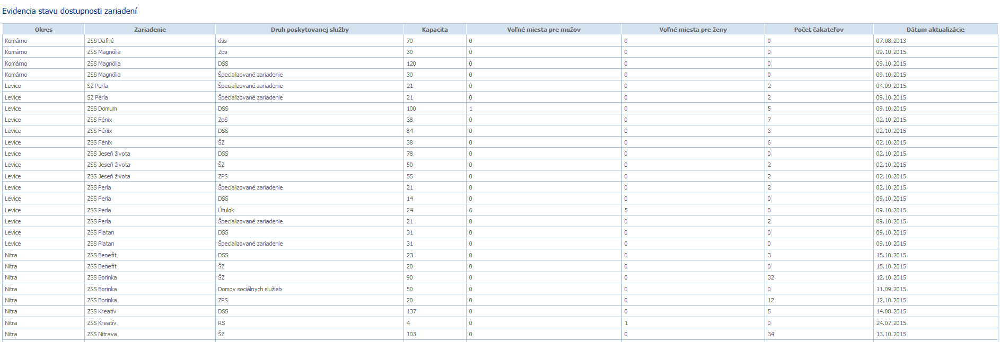 Evidencia stavu dostupnosti zariadení
Okres Zariadenie Druh poskytovanej služby Kapacita Voľné miesta pre mužov Voľné miesta pre ženy Počet čakateľov Dátum aktualizácie
Komárno ZSS Dafné dss 70 0 0 0 07.08.2013
Komárno ZSS Magnólia Zps 30 0 0 0 09.10.2015
Komárno ZSS Magnólia DSS 120 0 0 0 09.10.2015
Komárno ZSS Magnólia Špecializované zariadenie 30 0 0 0 09.10.2015
Levice SZ Perla Špecializované zariadenie 21 0 0 2 04.09.2015
Levice SZ Perla Špecializované zariadenie 21 0 0 2 09.10.2015
Levice ZSS Domum DSS 100 1 0 5 09.10.2015
Levice ZSS Fénix ZpS 38 0 0 7 02.10.2015
Levice ZSS Fénix DSS 84 0 0 3 02.10.2015
Levice ZSS Fénix ŠZ 38 0 0 6 02.10.2015
Levice ZSS Jeseň života DSS 78 0 0 0 02.10.2015
Levice ZSS Jeseň života ŠZ 50 0 0 2 02.10.2015
Levice ZSS Jeseň života ZPS 55 0 0 2 02.10.2015
Levice ZSS Perla Špecializované zariadenie 21 0 0 2 02.10.2015
Levice ZSS Perla DSS 14 0 0 0 09.10.2015
Levice ZSS Perla Útulok 24 6 5 0 09.10.2015
Levice ZSS Perla Špecializované zariadenie 21 0 0 2 09.10.2015
Levice ZSS Platan DSS 31 0 0 0 09.10.2015
Levice ZSS Platan Špecializované zariadenie 31 0 0 0 09.10.2015
Nitra ZSS Benefit DSS 23 0 0 3 15.10.2015
Nitra ZSS Benefit ŠZ 20 0 0 0 15.10.2015
Nitra ZSS Borinka ŠZ 90 0 0 32 12.10.2015
Nitra ZSS Borinka Domov sociálnych služieb 50 0 0 0 11.09.2015
Nitra ZSS Borinka ZPS 20 0 0 12 12.10.2015
Nitra ZSS Kreatív DSS 137 0 0 5 14.08.2015
Nitra ZSS Kreatív RS 4 0 1 0 24.07.2015
Nitra ZSS Nitrava ŠZ 103 0 0 34 13.10.2015